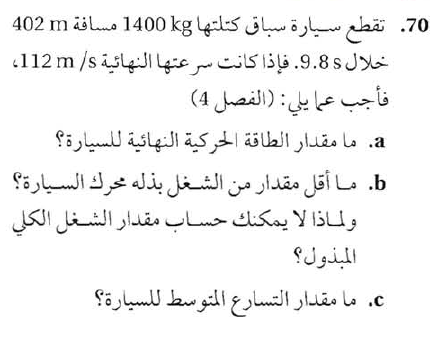 70. تقطع سيارة سباق كتلتها 1400 kg مسافة 402 m
خلال 9.8 s. فإذا كانت سرعتها النهائية 112 m/s،
فأجب عما يلي: (الفصل 4)
a. ما مقدار الطاقة الحركية النهائية للسيارة؟
b. ما أقل مقدار من الشغل بذله محرك السيارة؟
ولماذا لا يمكنك حساب مقدار الشغل الكلي
المبذول؟
c. ما مقدار التسارع المتوسط للسيارة؟